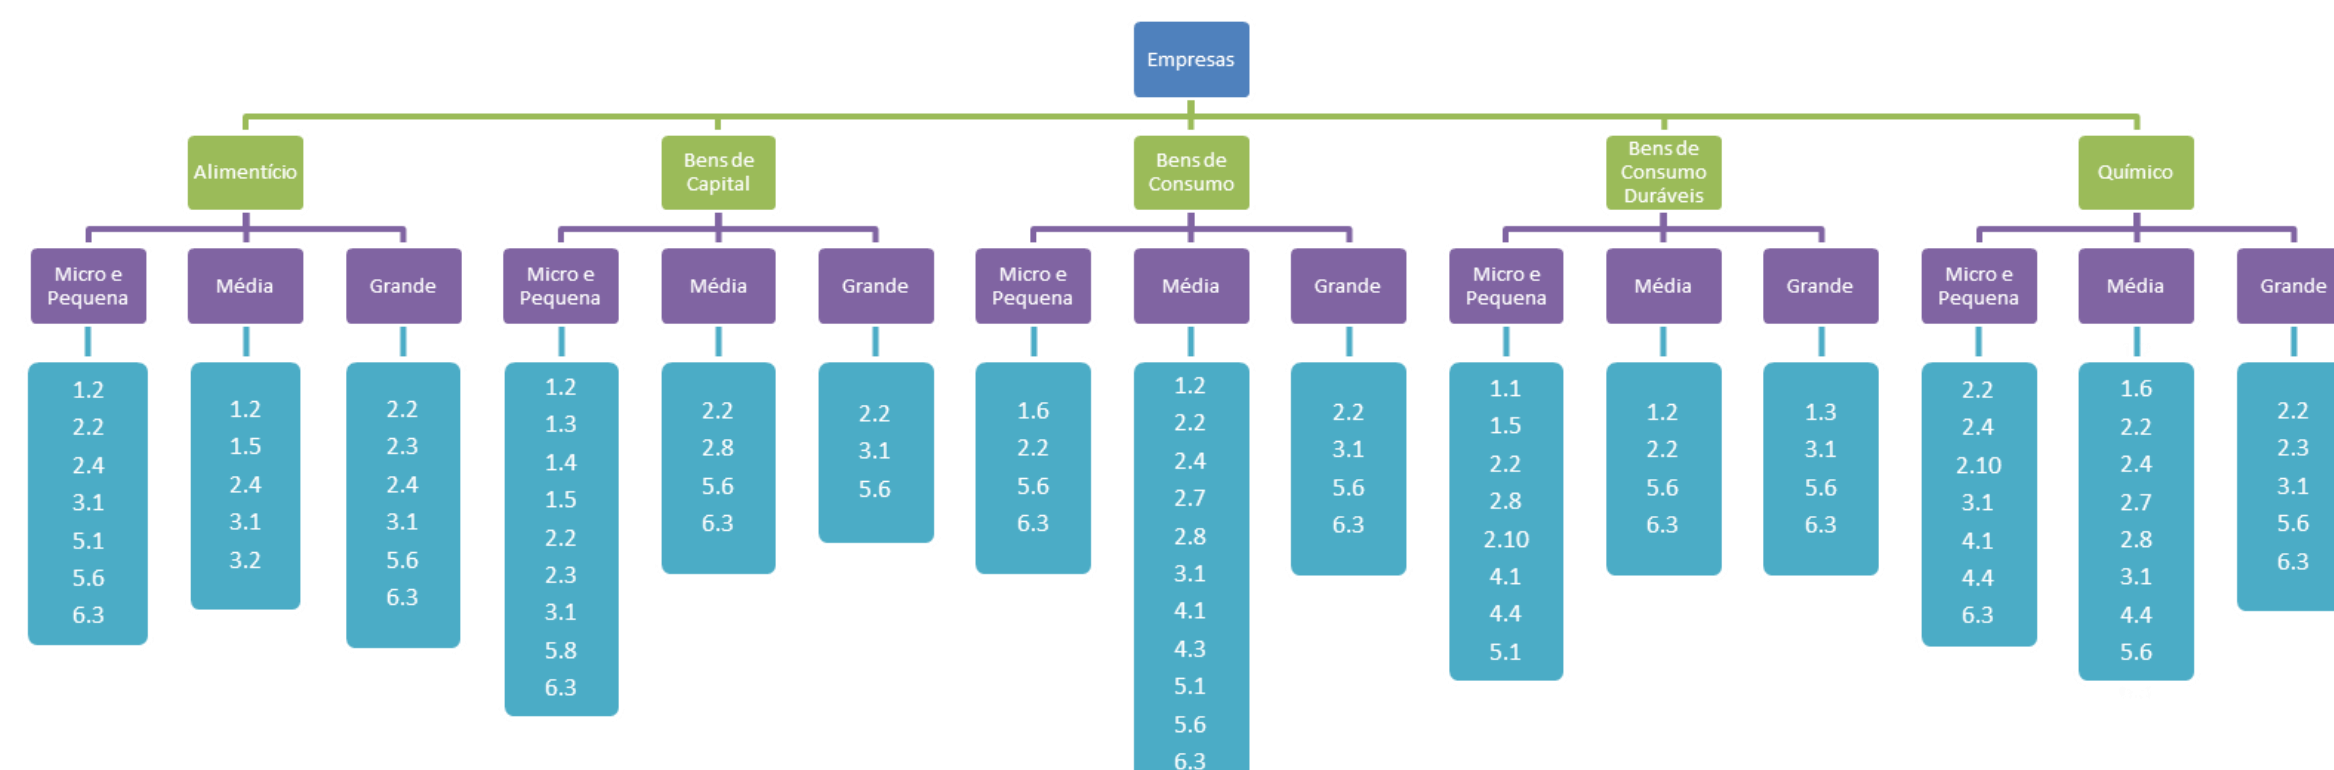 Empresas
Alimentício
Bens de
Capital
Bens de
Consumo
Bens de
Consumo
Duráveis
Químico
Micro e
Pequena
Média
Grande
Micro e
Pequena
Média
Grande
Micro e
Pequena
Média
Grande
Micro e
Pequena
Média
Grande
Micro e
Pequena
Média
Grande
1.2
2.2
2.4
3.1
5.1
5.6
6.3
1.2
1.5
2.4
3.1
3.2
2.2
2.3
2.4
3.1
5.6
6.3
1.2
1.3
1.4
1.5
2.2
2.3
3.1
5.8
6.3
2.2
2.8
5.6
6.3
2.2
3.1
5.6
1.6
2.2
5.6
6.3
1.2
2.2
2.4
2.7
2.8
3.1
4.1
4.3
5.1
5.6
6.3
2.2
3.1
5.6
6.3
1.1
1.5
2.2
2.8
2.10
4.1
4.4
5.1
1.2
2.2
5.6
6.3
1.3
3.1
5.6
6.3
2.2
2.4
2.10
3.1
4.1
4.4
6.3
1.6
2.2
2.4
2.7
2.8
3.1
4.4
5.6
2.2
2.3
3.1
5.6
6.3